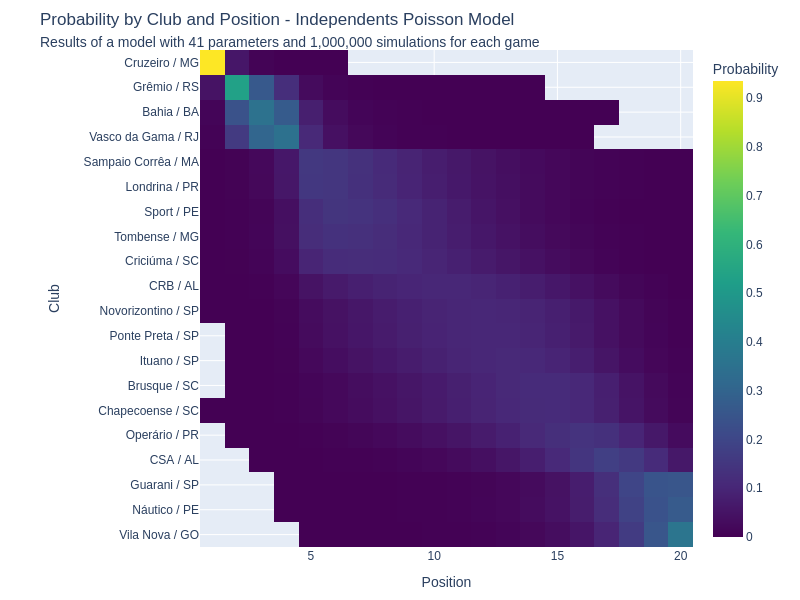 Probability by Club and Position - Independents Poisson Model
Results of a model with 41 parameters and 1,000,000 simulations for each game
Probability
Cruzeiro / MG
Grêmio / RS
Bahia / BA
Vasco da Gama / RJ
Sampaio Corrêa / MA
Londrina / PR
Sport / PE
Tombense / MG
Criciúma / SC
CRB / AL
Novorizontino / SP
Ponte Preta / SP
Ituano / SP
Brusque / SC
Chapecoense / SC
Operário / PR
CSA / AL
Guarani / SP
Náutico / PE
Vila Nova / GO
Club
5
10
15
20
Position
0.9
0.8
0.7
0.6
0.5
0.4
0.3
0.2
0.1
0